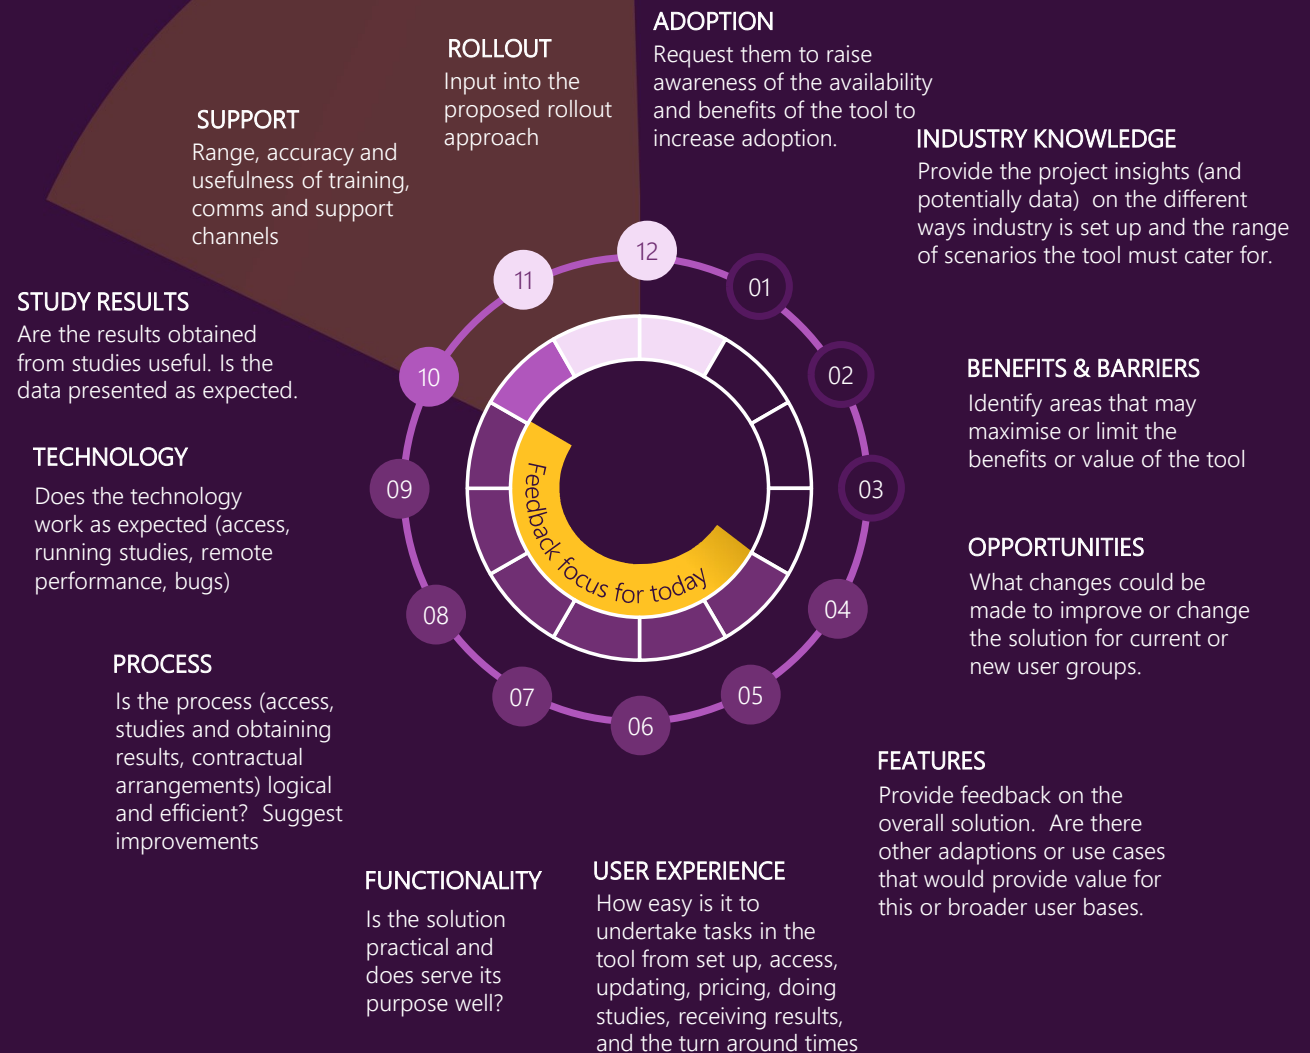 ADOPTION
Request them to raise
awareness of the availability
and benefits of the tool to
increase adoption.
ROLLOUT
Input into the
proposed rollout
approach
SUPPORT
Range, accuracy and
usefulness of training,
comms and support
channels
INDUSTRY KNOWLEDGE
Provide the project insights (and
potentially data)  on the different
ways industry is set up and the range
of scenarios the tool must cater for.
STUDY RESULTS
Are the results obtained
from studies useful. Is the
data presented as expected.
BENEFITS & BARRIERS
Identify areas that may
maximise or limit the
benefits or value of the tool
TECHNOLOGY
Does the technology
work as expected (access,
running studies, remote
performance, bugs)
OPPORTUNITIES
What changes could be
made to improve or change
the solution for current or
new user groups.
PROCESS
Is the process (access,
studies and obtaining
results, contractual
arrangements) logical
and efficient?  Suggest
improvements
FEATURES
Provide feedback on the
overall solution.  Are there
other adaptions or use cases
that would provide value for
this or broader user bases.
FUNCTIONALITY
Is the solution
practical and
does serve its
purpose well?
USER EXPERIENCE
How easy is it to
undertake tasks in the
tool from set up, access,
updating, pricing, doing
studies, receiving results,
and the turn around times
12
01
02
03
04
05
06
07
08
09
10
11
Feedback focus for today